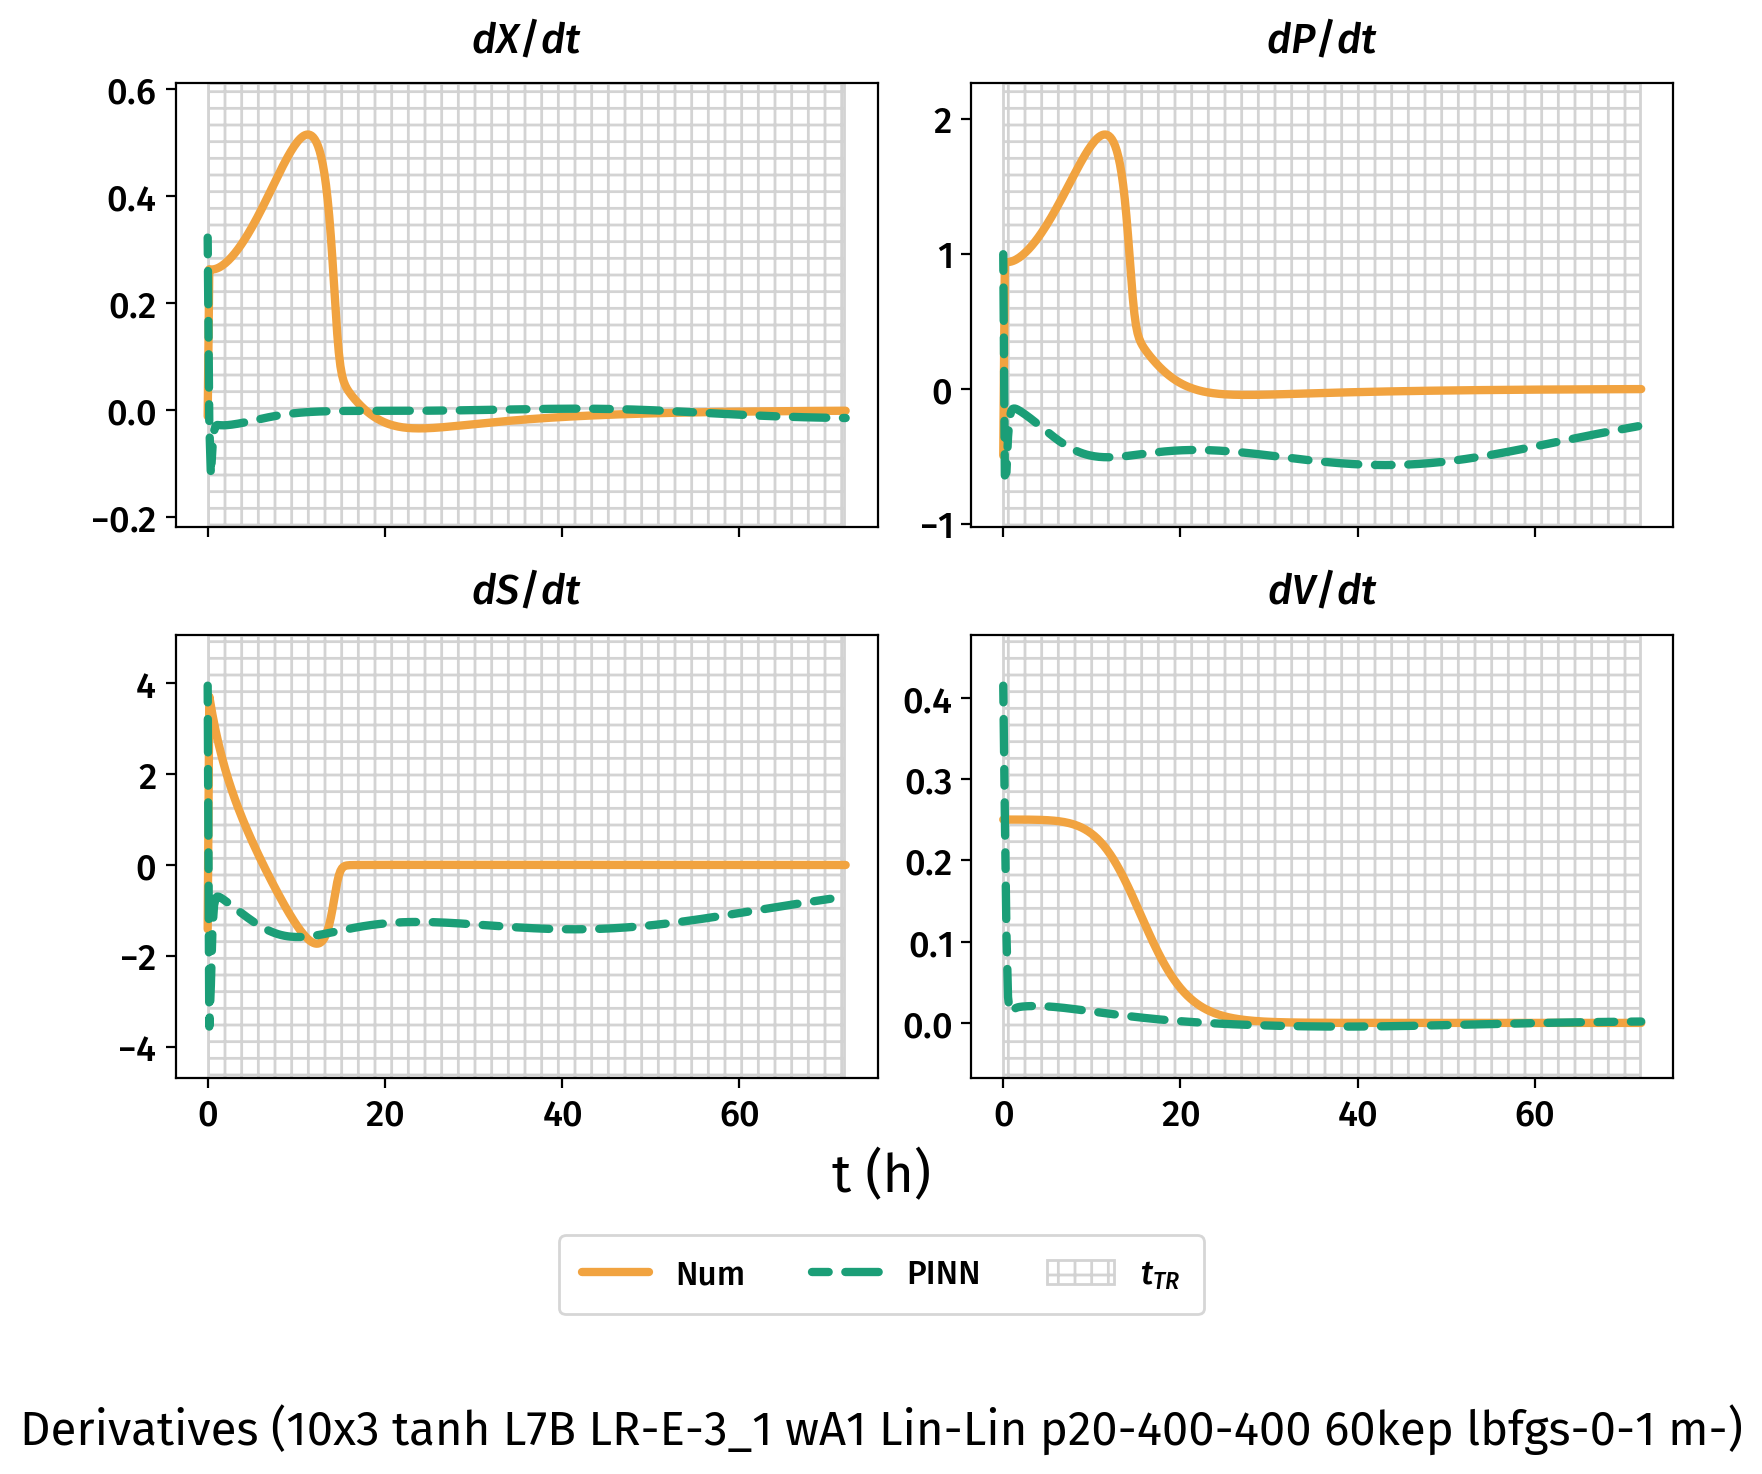 dX/dt
dP/dt
0.6
0.4
0.2
0.0
−0.2
2
1
0
−1
dS/dt
dV/dt
4
2
0
−2
−4
0.4
0.3
0.2
0.1
0.0
0 20 40 60
0 20 40 60
t (h)
Num PINN tTR
Derivatives (10x3 tanh L7B LR-E-3_1 wA1 Lin-Lin p20-400-400 60kep lbfgs-0-1 m-)